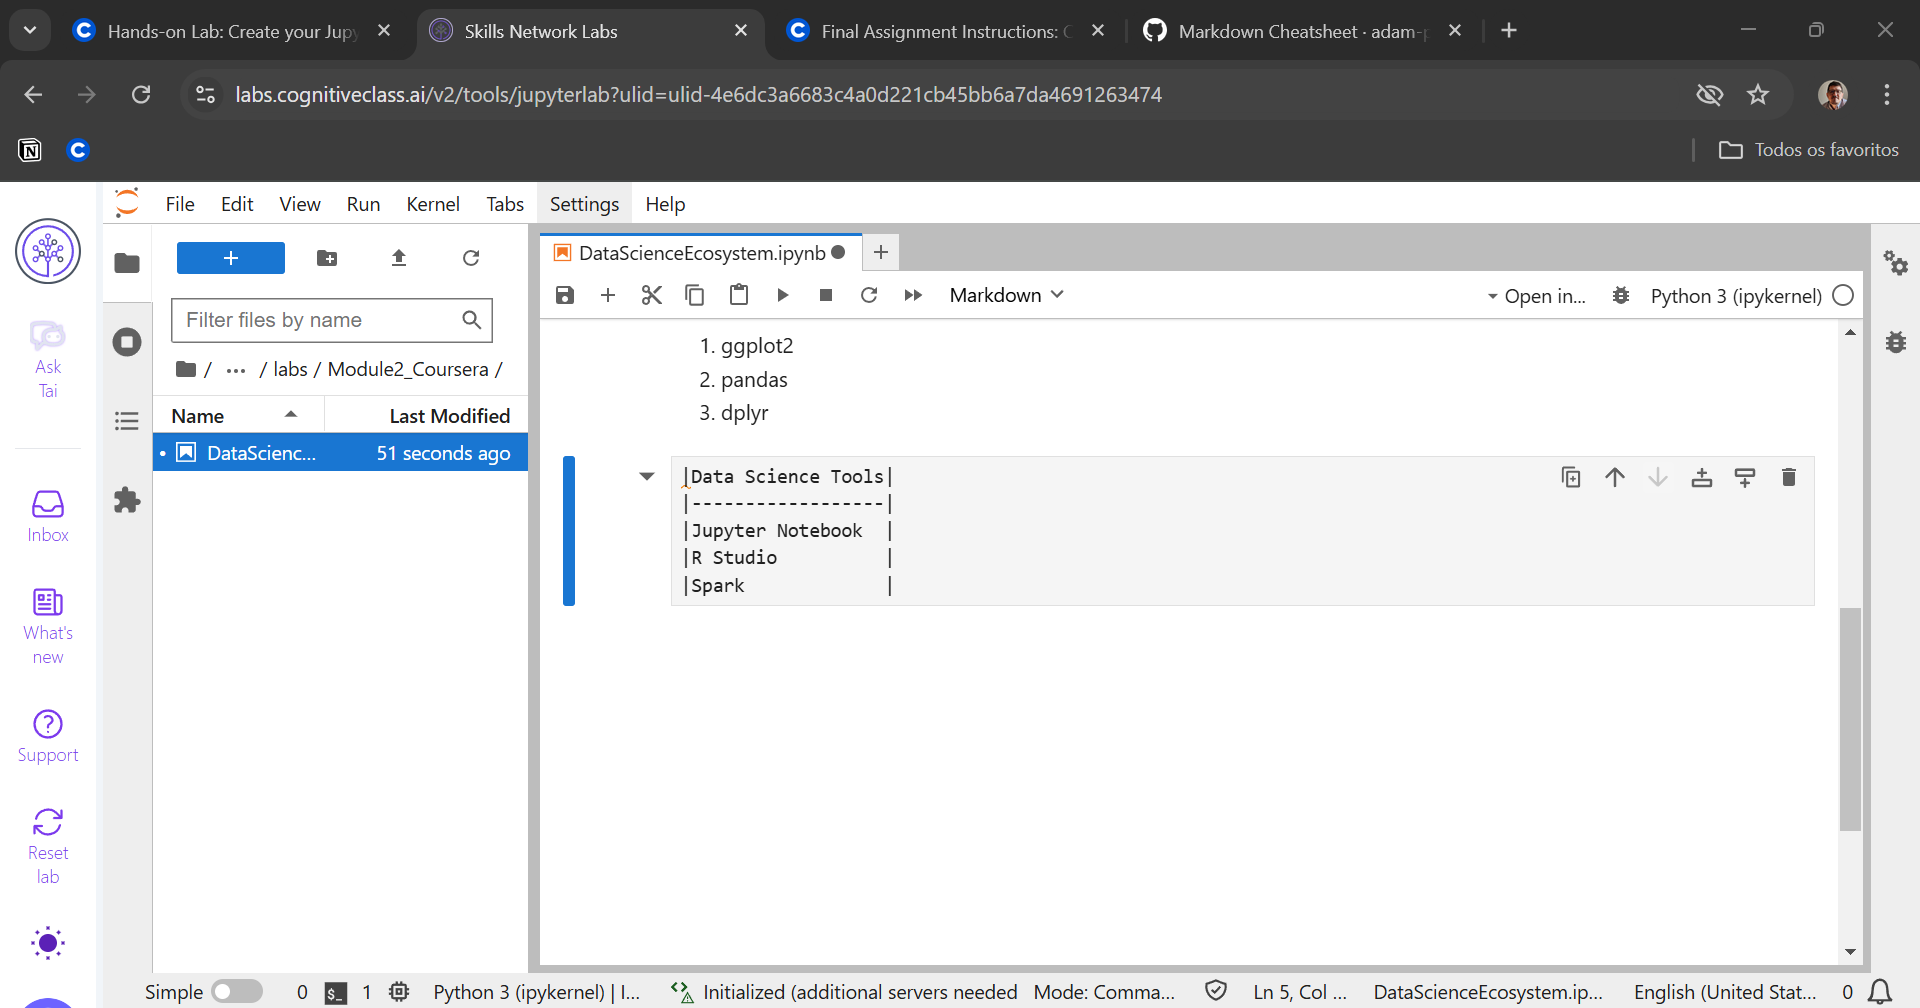 Hands-on Lab: Create your Jupy
Skills Network Labs
Final Assignment Instructions: C
Markdown Cheatsheet · adam-p
labs.cognitiveclass.ai/v2/tools/jupyterlab?ulid=ulid-4e6dc3a6683c4a0d221cb45bb6a7da4691263474
Todos os favoritos
File Edit View Run Kernel Tabs Settings Help
Ask
Tai
Inbox
What's
new
Support
Reset
lab
Filter files by name
/ ... / labs / Module2_Coursera /
Name Last Modified
DataScienc... 51 seconds ago
DataScienceEcosystem.ipynb
Markdown
Open in...
Python 3 (ipykernel)
1. ggplot2
2. pandas
3. dplyr
|Data Science Tools|
|------------------|
|Jupyter Notebook  |
|R Studio          |
|Spark             |
Simple 0 1 Python 3 (ipykernel) | I... Initialized (additional servers needed Mode: Comma... Ln 5, Col ... DataScienceEcosystem.ip... English (United Stat... 0